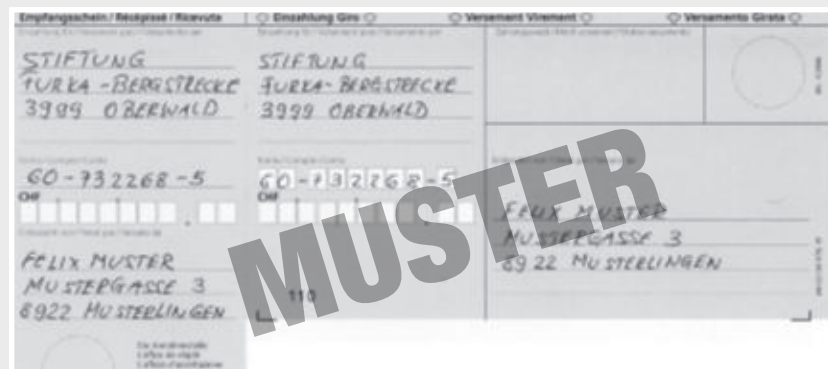 Empfangsschein / Récépissé / Ricevuta
Einzahlung Giro
Versement Virement
Versamento Girata
STIFTUNG
FURKA-BERGSTRECKE
3999 OBERWALD
STIFTUNG
FURKA-BERGSTRECKE
3999 OBERWALD
60-732268-5
CHF
60-732268-5
CHF
FELIX MUSTER
MUSTERGASSE 3
8922 MUSTERLINGEN
FELIX MUSTER
MUSTERGASSE 3
8922 MUSTERLINGEN
110
MUSTER